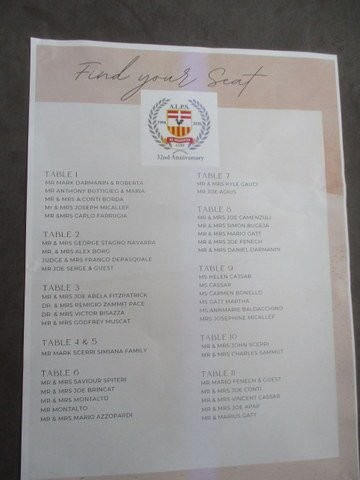 Find your Seat
A.L.P.S.
32nd Anniversary
TABLE 1
MR MARK DARMANIN & ROBERTA
MR ANTHONY BUTTIGIEG & MARIA
MR & MRS A.CONTI BORDA
Mr & MRS JOSEPH MICALLEF
MR &MRS CARLO FARRUGIA
TABLE 2
MR & MRS GEORGE STAGNO NAVARRA
MR. & MRS ALEX BORG
JUDGE & MRS FRANCO DEPASQUALE
MR JOE SERGE & GUEST
TABLE 3
MR & MRS JOE ABELA FITZPATRICK
DR. & MRS REMIGIO ZAMMIT PACE
DR & MRS VICTOR BISAZZA
MR & MRS GODFREY MUSCAT
TABLE 4 & 5
MR MARK SCERRI SIMIANA FAMILY
TABLE 6
MR & MRS SAVIOUR SPITERI
MR & MRS JOE BRINCAT
MR & MRS MONTALTO
MR MONTALTO
MR & MRS MARIO AZZOPARDI
TABLE 7
MR & MRS KYLE GAUCI
MR JOE AGIUS
TABLE 8
MR & MRS JOE CAMENZULI
MR & MRS SIMON BUGEJA
MR & MRS MARIO GATT
MR & MRS JOE FENECH
MR & MRS DANIEL DARMANIN
TABLE 9
MS HELEN CASSAR
MS CASSAR
MS CARMEN BONELLO
MS GATT MARTHA
MS ANNMARIE BALDACCHINO
MRS JOSEPHINE MICALLEF
TABLE 10
MR & MRS JOHN SCERRI
MR & MRS CHARLES SAMMUT
TABLE 11
MR MARIO FENECH & GUEST
MR & MRS JOE CONTI
MR & MRS VINCENT CASSAR
MR & MRS JOE APAP
MR & MARIUS GATT